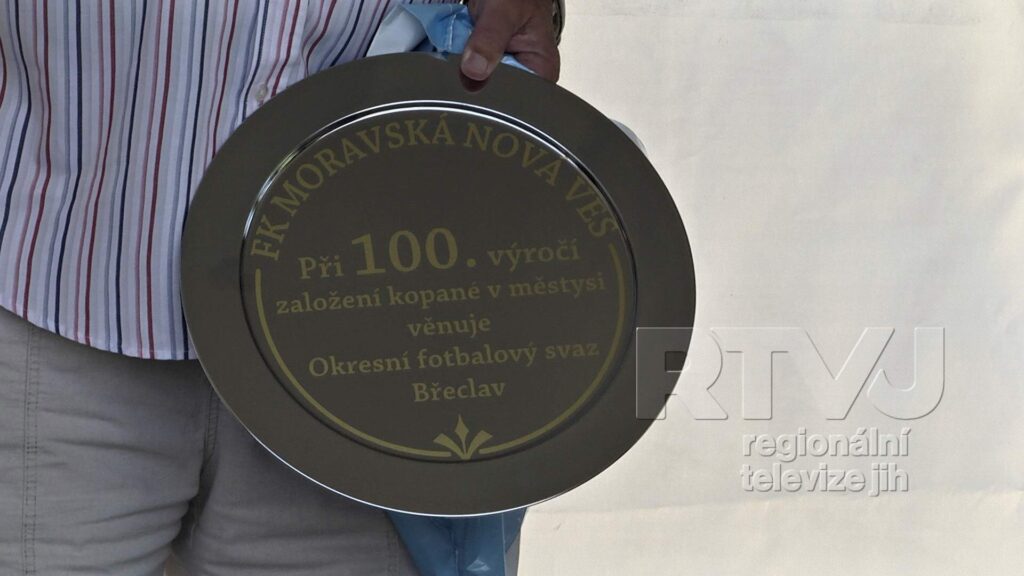 FK MORAVSKÁ NOVÁ VES
Při 100. výročí
založení kopané v městysi
věnuje
Okresní fotbalový svaz
Břeclav
RTVJ
regionální
televize jih